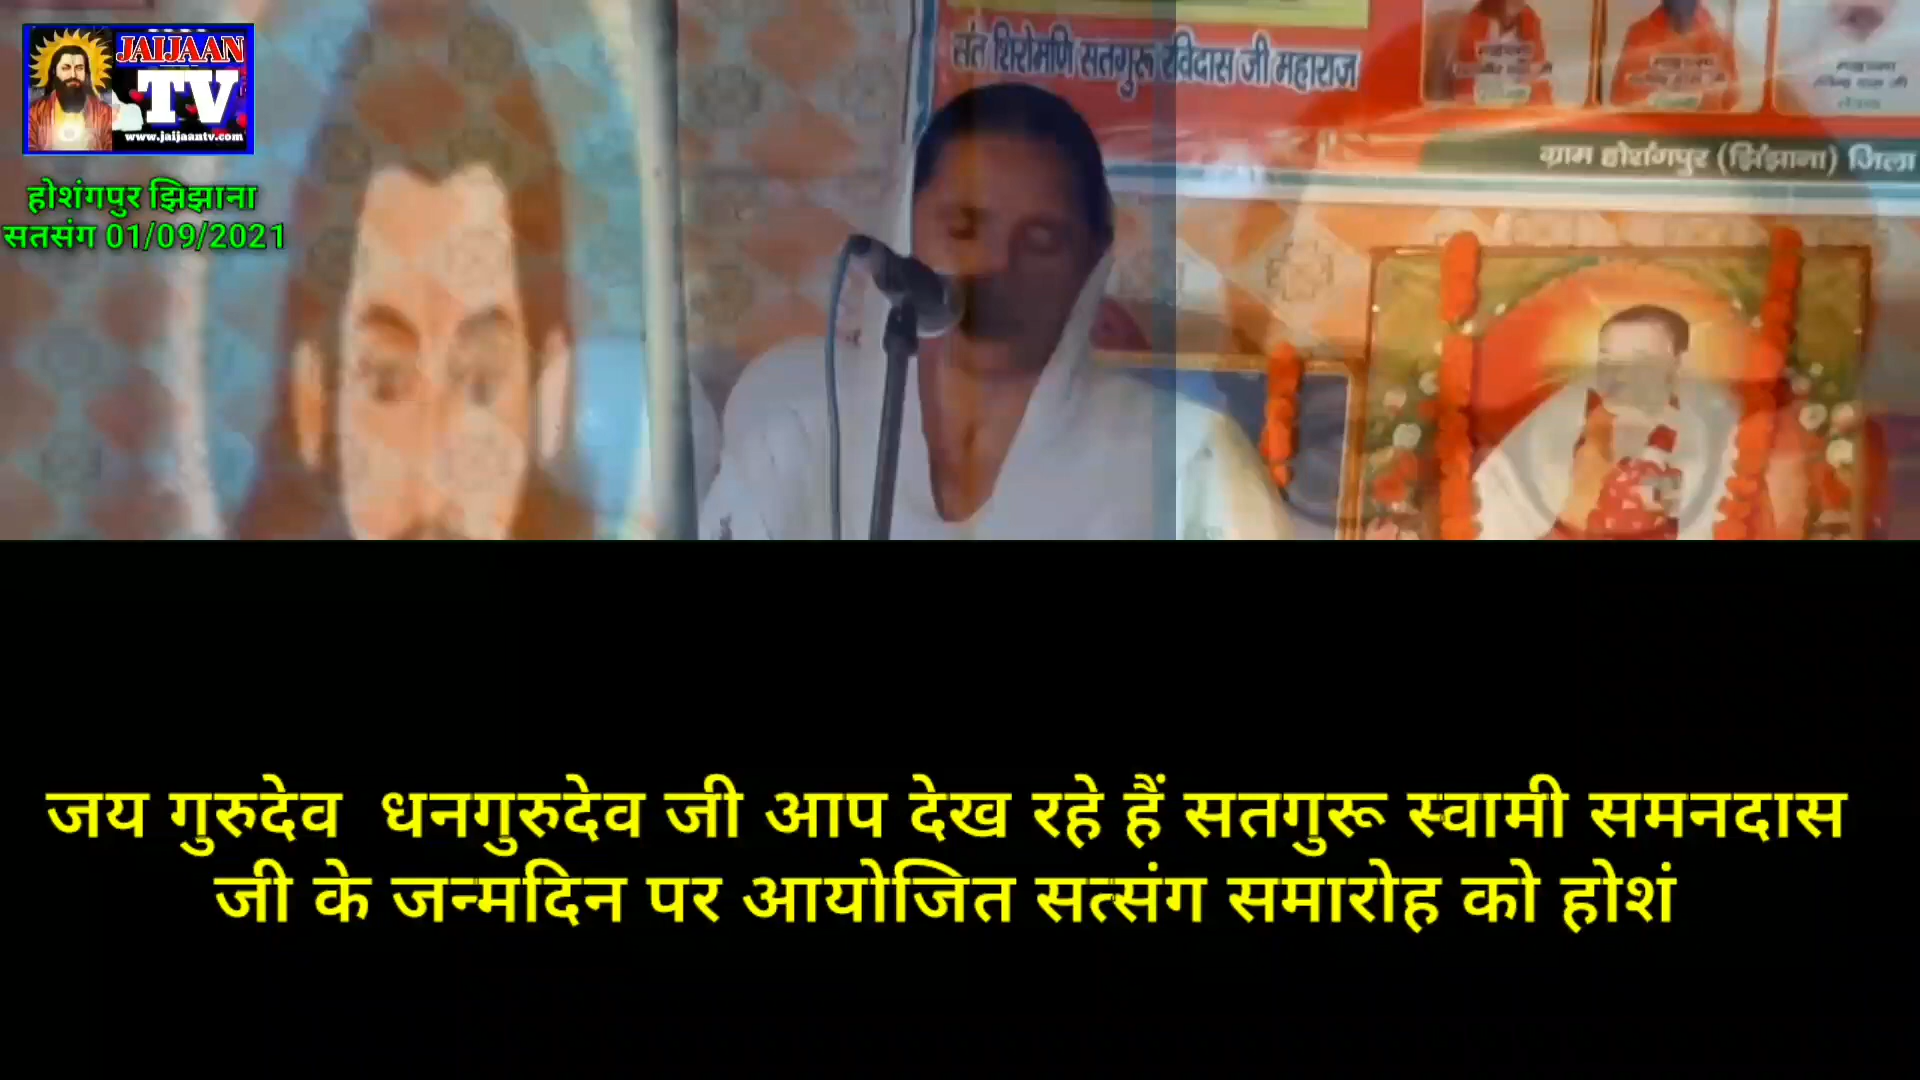 JAIJAAN
TV
www.jaijaantv.com
होशंगपुर झिझाना
सतसंग 01/09/2021
संत शिरोमणि सतगुरू रविदास जी महाराज
ग्राम होशंगपुर (झिंझाना) जिला
जय गुरुदेव धनगुरुदेव जी आप देख रहे हैं सतगुरू स्वामी समनदास
जी के जन्मदिन पर आयोजित सत्संग समारोह को होशं